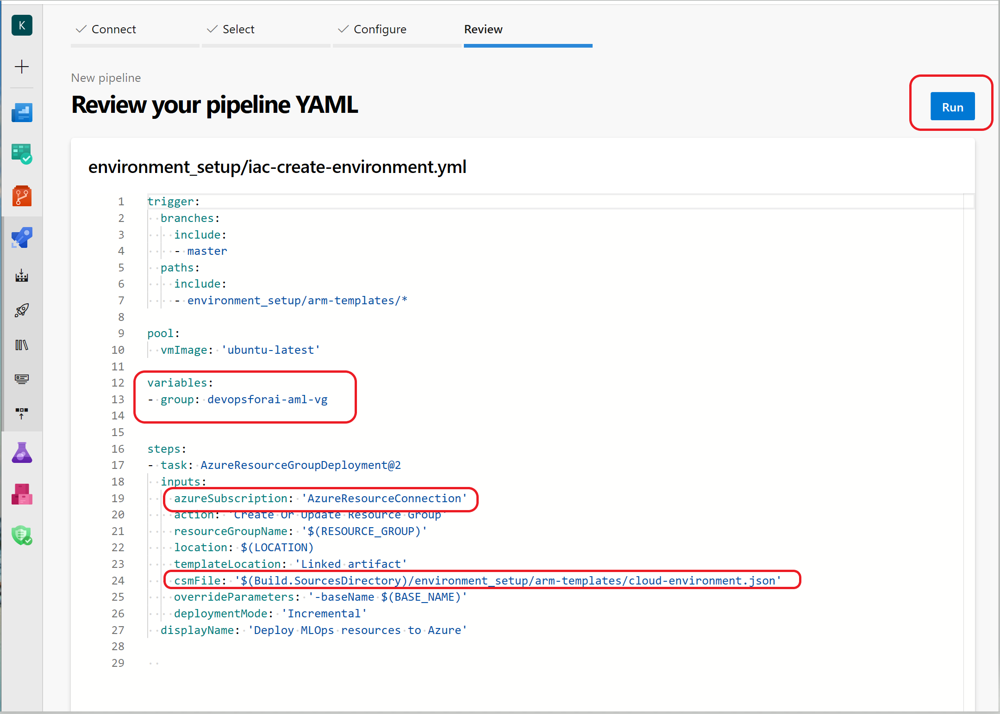 K
Connect
Select
Configure
Review
New pipeline
Review your pipeline YAML
Run
environment_setup/iac-create-environment.yml
1 trigger:
2   branches:
3     include:
4     - master
5   paths:
6     include:
7     - environment_setup/arm-templates/*
8
9 pool:
10   vmImage: 'ubuntu-latest'
11
12 variables:
13 - group: devopsforai-aml-vg
14
15
16 steps:
17 - task: AzureResourceGroupDeployment@2
18   inputs:
19     azureSubscription: 'AzureResourceConnection'
20     action: 'Create Or Update Resource Group'
21     resourceGroupName: '$(RESOURCE_GROUP)'
22     location: $(LOCATION)
23     templateLocation: 'Linked artifact'
24     csmFile: '$(Build.SourcesDirectory)/environment_setup/arm-templates/cloud-environment.json'
25     overrideParameters: '-baseName $(BASE_NAME)'
26     deploymentMode: 'Incremental'
27   displayName: 'Deploy MLOps resources to Azure'
28
29